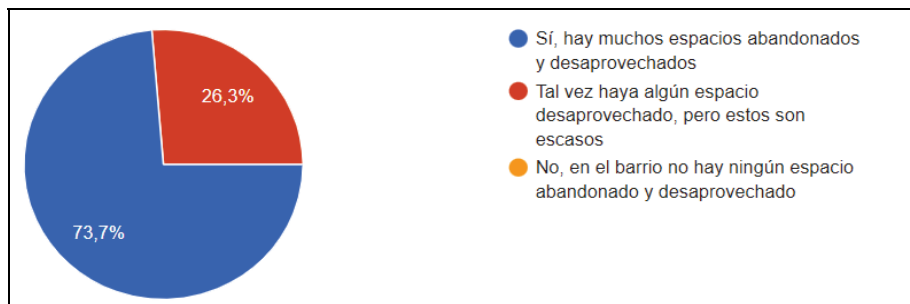 26,3%
73,7%
Sí, hay muchos espacios abandonados
y desaprovechados
Tal vez haya algún espacio
desaprovechado, pero estos son
escasos
No, en el barrio no hay ningún espacio
abandonado y desaprovechado